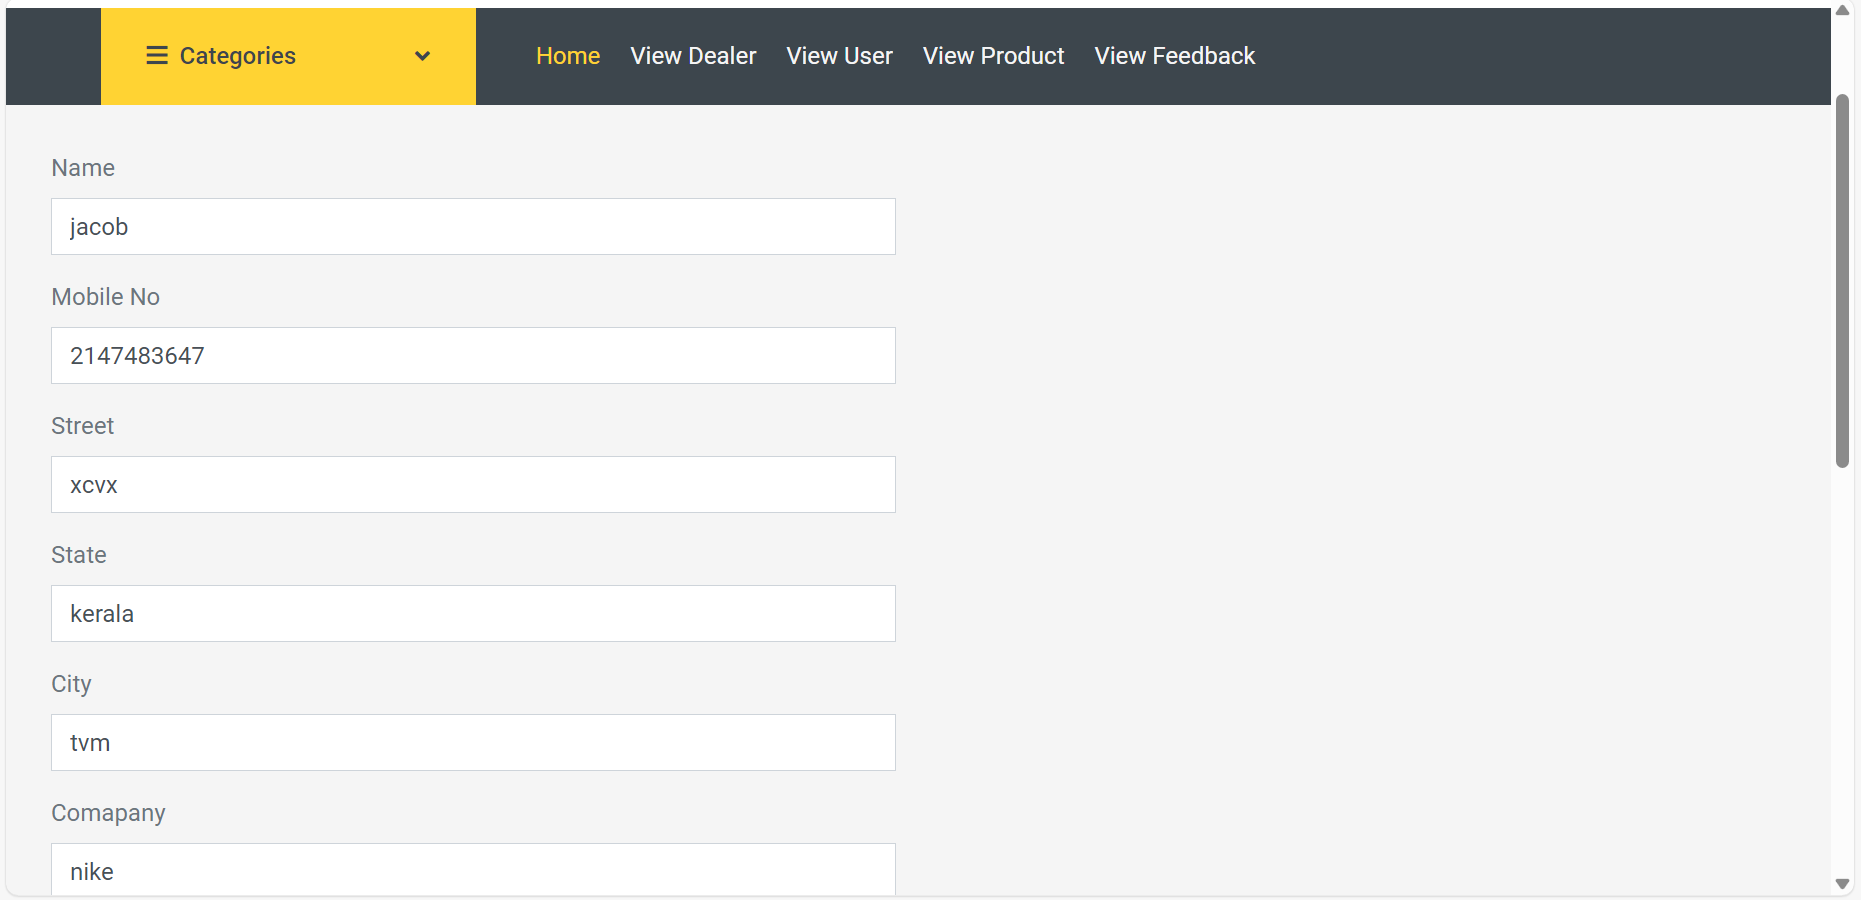 Categories
Home View Dealer View User View Product View Feedback
Name
jacob
Mobile No
2147483647
Street
xcvx
State
kerala
City
tvm
Comapany
nike